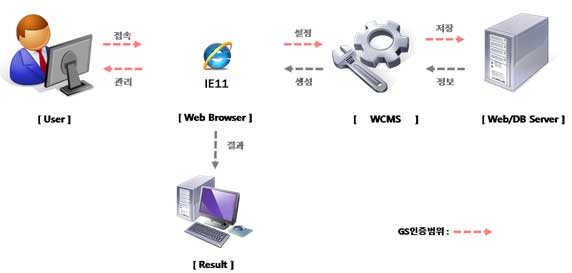 접속
설정
저장
관리
IE11
생성
정보
[ User ]
[ Web Browser ]
[ WCMS ]
[ Web/DB Server ]
결과
GS인증범위 :
[ Result ]